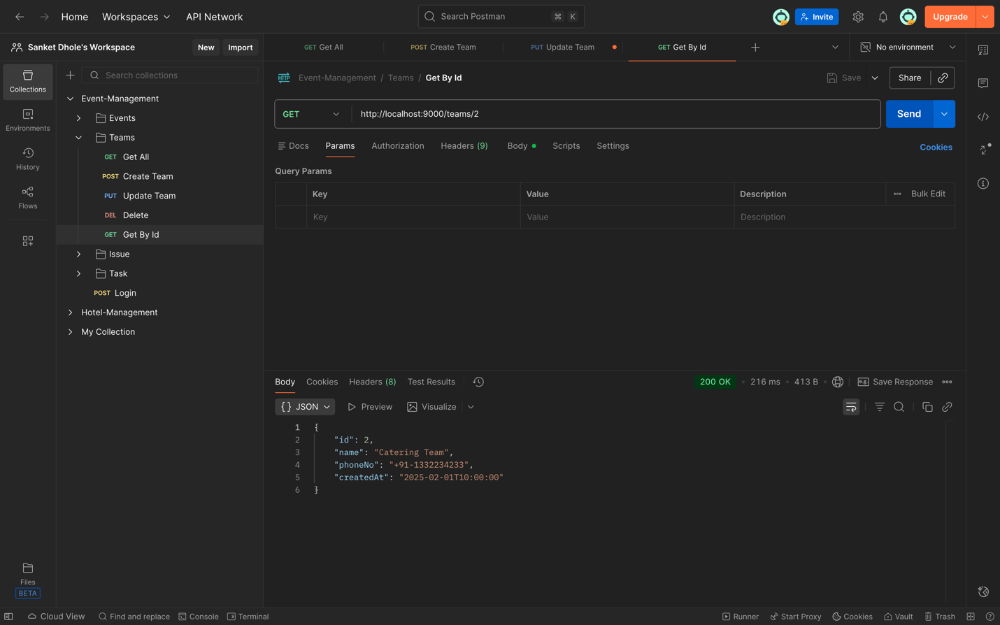 Home Workspaces API Network Search Postman ⌘ K Invite Upgrade
Sanket Dhole's Workspace New Import GET Get All POST Create Team PUT Update Team GET Get By Id No environment
Collections
Environments
History
Flows
Files
BETA
Search collections
Event-Management
Events
Teams
GET Get All
POST Create Team
PUT Update Team
DEL Delete
GET Get By Id
Issue
Task
POST Login
Hotel-Management
My Collection
HTTP Event-Management / Teams / Get By Id Save Share
GET http://localhost:9000/teams/2 Send
Docs Params Authorization Headers (9) Body Scripts Settings Cookies
Query Params
Key Value Description Bulk Edit
Key Value Description
Body Cookies Headers (8) Test Results 200 OK • 216 ms • 413 B e.g. Save Response
{} JSON Preview Visualize
1 {
2 "id": 2,
3 "name": "Catering Team",
4 "phoneNo": "+91-1332234233",
5 "createdAt": "2025-02-01T10:00:00"
6 }
Cloud View Find and replace Console Terminal Runner Start Proxy Cookies Vault Trash